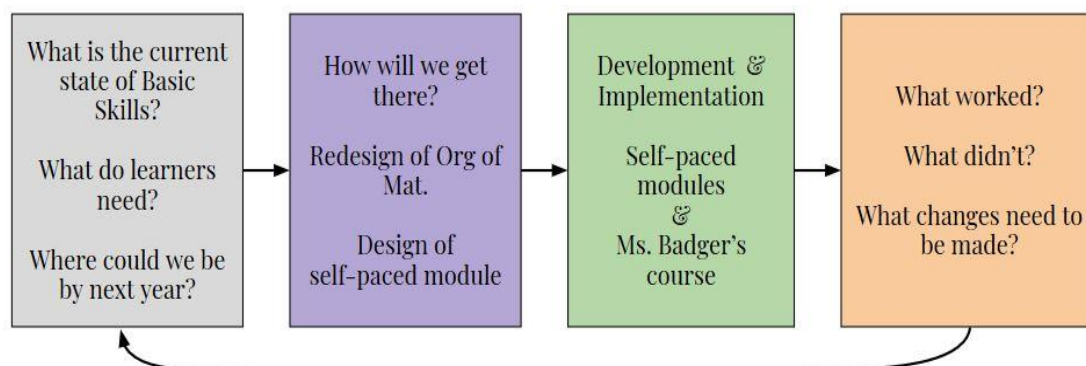 What is the current
state of Basic
Skills?
What do learners
need?
Where could we be
by next year?
How will we get
there?
Redesign of Org of
Mat.
Design of
self-paced module
Development &
Implementation
Self-paced
modules
&
Ms. Badger's
course
What worked?
What didn't?
What changes need to
be made?